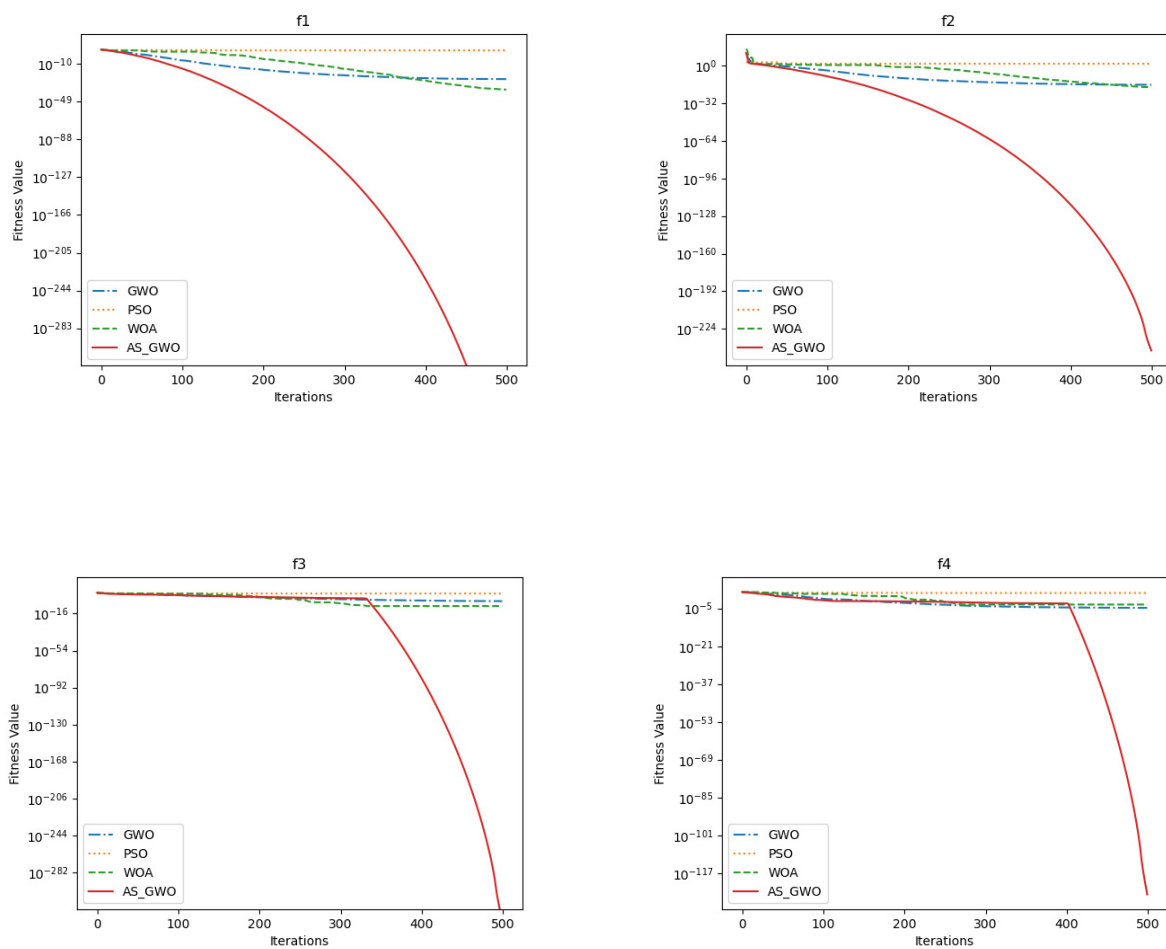 f1
Fitness Value
10⁻¹⁰
10⁻⁴⁹
10⁻⁸⁸
10⁻¹²⁷
10⁻¹⁶⁶
10⁻²⁰⁵
10⁻²⁴⁴
10⁻²⁸³
GWO
PSO
WOA
AS_GWO
0 100 200 300 400 500
Iterations
f2
Fitness Value
10⁰
10⁻³²
10⁻⁶⁴
10⁻⁹⁶
10⁻¹²⁸
10⁻¹⁶⁰
10⁻¹⁹²
10⁻²²⁴
GWO
PSO
WOA
AS_GWO
0 100 200 300 400 500
Iterations
f3
Fitness Value
10⁻¹⁶
10⁻⁵⁴
10⁻⁹²
10⁻¹³⁰
10⁻¹⁶⁸
10⁻²⁰⁶
10⁻²⁴⁴
10⁻²⁸²
GWO
PSO
WOA
AS_GWO
0 100 200 300 400 500
Iterations
f4
Fitness Value
10⁻⁵
10⁻²¹
10⁻³⁷
10⁻⁵³
10⁻⁶⁹
10⁻⁸⁵
10⁻¹⁰¹
10⁻¹¹⁷
GWO
PSO
WOA
AS_GWO
0 100 200 300 400 500
Iterations